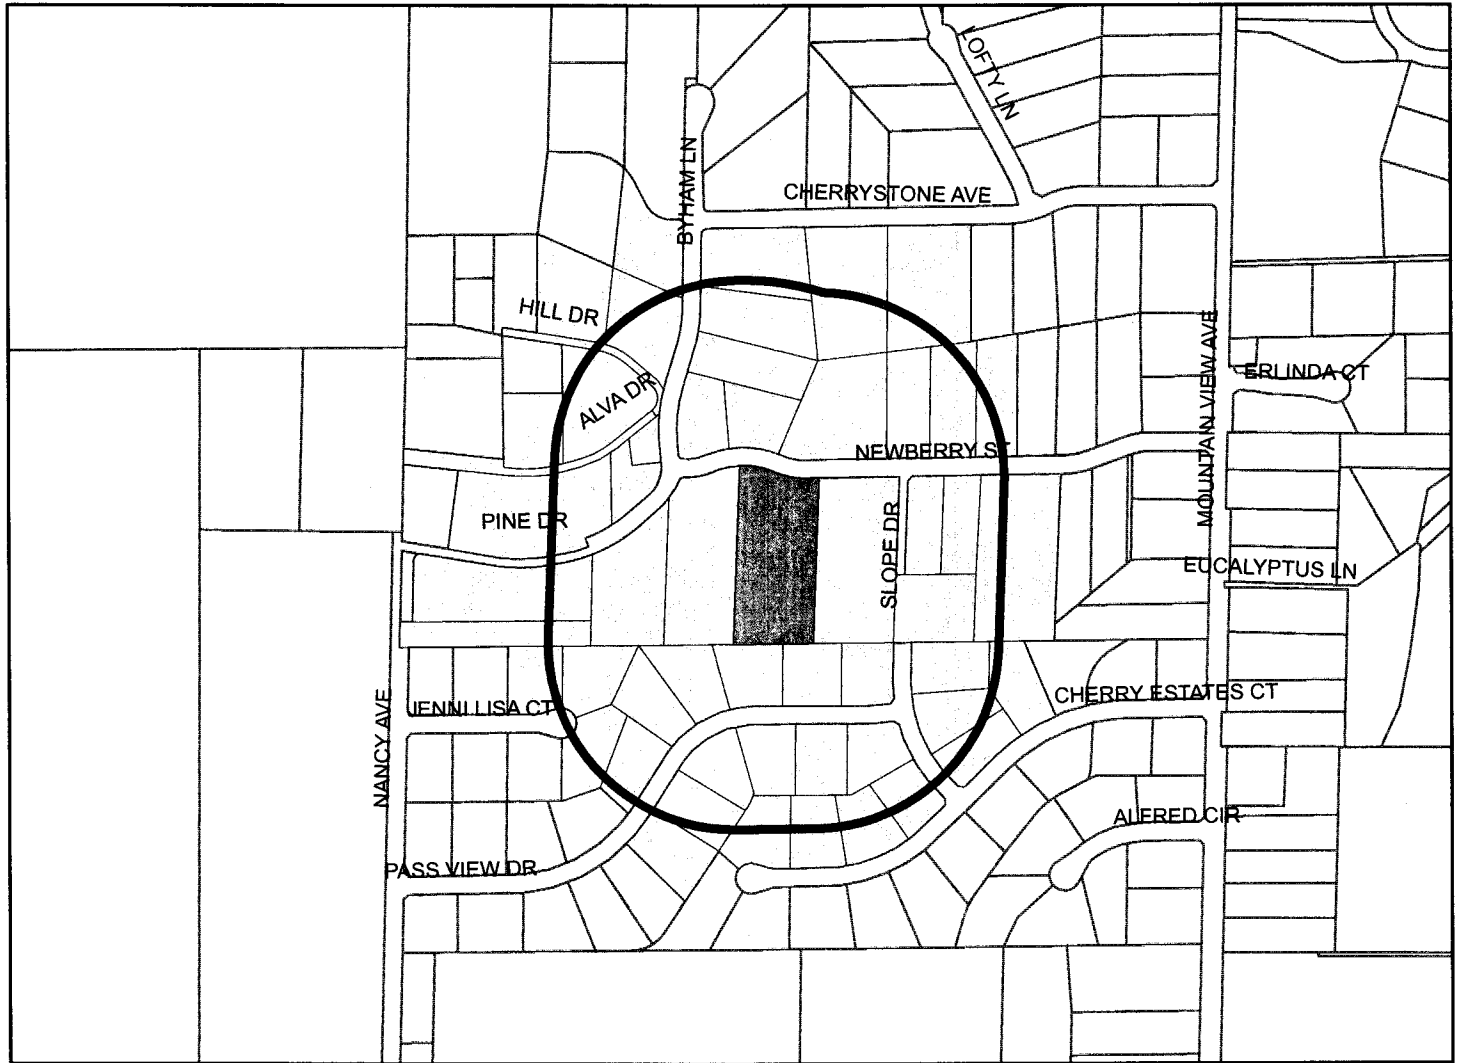 LOFTY LN
BYHAM LN
CHERRYSTONE AVE
HILL DR
ALVA DR
MOUNTAIN VIEW AVE
ERLINDA CT
NEWBERRY ST
PINE DR
SLOPE DR
EUCALYPTUS LN
NANCY AVE
JENNI LISA CT
CHERRY ESTATES CT
ALFRED CIR
PASS VIEW DR